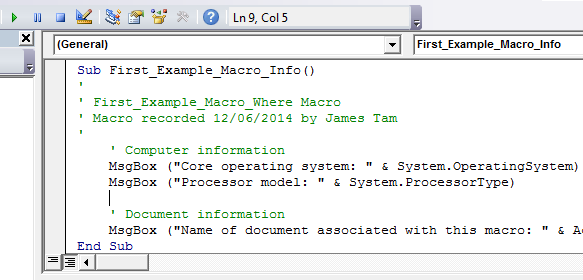 Ln 9, Col 5
(General)
First_Example_Macro_Info
Sub First_Example_Macro_Info()
'
' First_Example_Macro_Where Macro
' Macro recorded 12/06/2014 by James Tam
'
' Computer information
MsgBox ("Core operating system: " & System.OperatingSystem)
MsgBox ("Processor model: " & System.ProcessorType)
' Document information
MsgBox ("Name of document associated with this macro: " &
End Sub